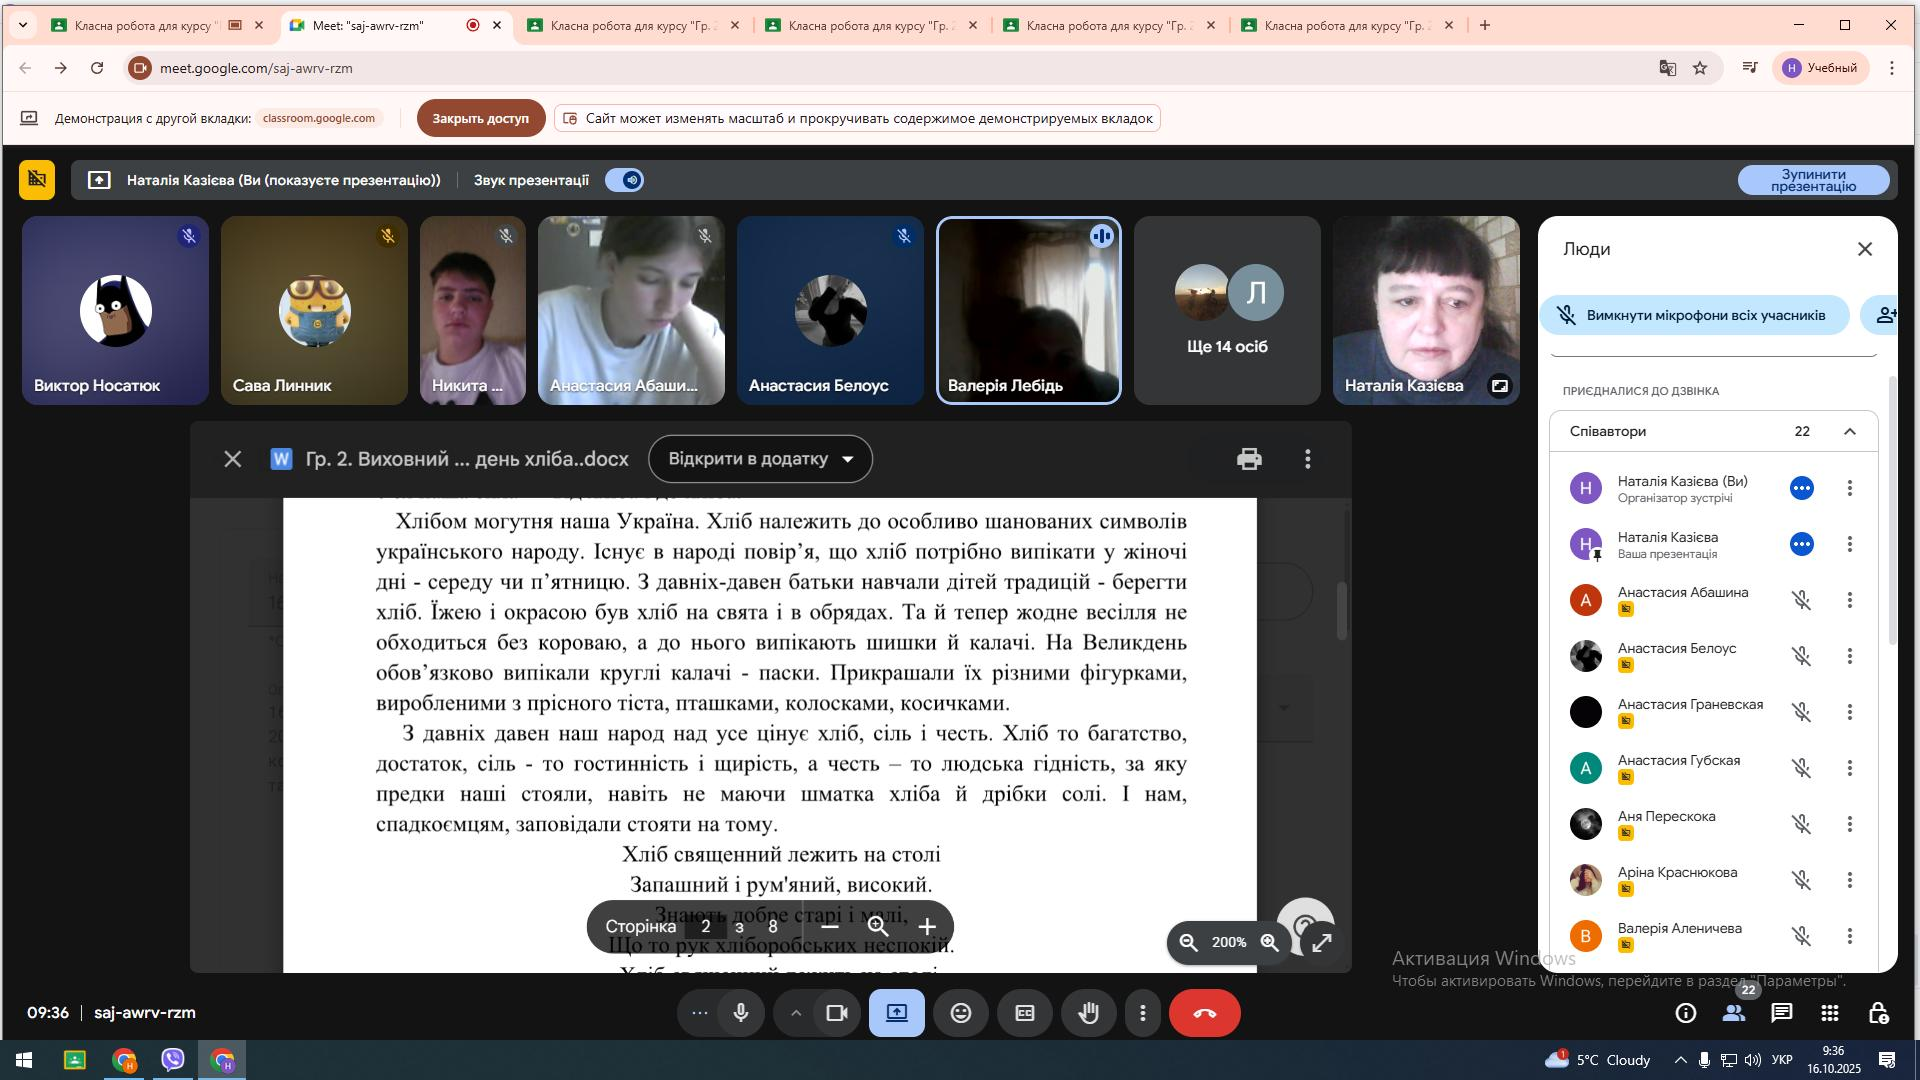 Класна робота для курсу "
Meet: "saj-awrv-rzm"
Класна робота для курсу "Гр. 2
Класна робота для курсу "Гр. 2
Класна робота для курсу "Гр. 2
Класна робота для курсу "Гр. 2
meet.google.com/saj-awrv-rzm
Н Учебный
Демонстрация с другой вкладки: classroom.google.com
Закрыть доступ
Сайт может изменять масштаб и прокручивать содержимое демонстрируемых вкладок
Наталія Казієва (Ви (показуєте презентацію))
Звук презентації
Зупинити
презентацію
Виктор Носатюк
Сава Линник
Никита ...
Анастасия Абаши...
Анастасия Белоус
Валерія Лебідь
Л
Ще 14 осіб
Наталія Казієва
Люди
Вимкнути мікрофони всіх учасників
ПРИЄДНАЛИСЯ ДО ДЗВІНКА
Співавтори 22
Н Наталія Казієва (Ви)
Організатор зустрічі
Н Наталія Казієва
Ваша презентація
А Анастасия Абашина
Анастасия Белоус
Анастасия Граневская
А Анастасия Губская
Аня Перескока
Аріна Краснюкова
В Валерія Аленичева
W Гр. 2. Виховний ... день хліба..docx
Відкрити в додатку
Хлібом могутня наша Україна. Хліб належить до особливо шанованих символів
українського народу. Існує в народі повір’я, що хліб потрібно випікати у жіночі
дні - середу чи п’ятницю. З давніх-давен батьки навчали дітей традицій - берегти
хліб. Їжею і окрасою був хліб на свята і в обрядах. Та й тепер жодне весілля не
обходиться без короваю, а до нього випікають шишки й калачі. На Великдень
обов’язково випікали круглі калачі - паски. Прикрашали їх різними фігурками,
виробленими з прісного тіста, пташками, колосками, косичками.
З давніх давен наш народ над усе цінує хліб, сіль і честь. Хліб то багатство,
достаток, сіль - то гостинність і щирість, а честь – то людська гідність, за яку
предки наші стояли, навіть не маючи шматка хліба й дрібки солі. І нам,
спадкоємцям, заповідали стояти на тому.
Хліб священний лежить на столі
Запашний і рум'яний, високий.
Знають добре старі і малі,
Що то рук хліборобських неспокій.
Хліб священний лежить на столі
Сторінка 2 з 8
200%
Активация Windows
Чтобы активировать Windows, перейдите в раздел "Параметры".
09:36 | saj-awrv-rzm
22
1
5°C Cloudy
УКР
9:36
16.10.2025